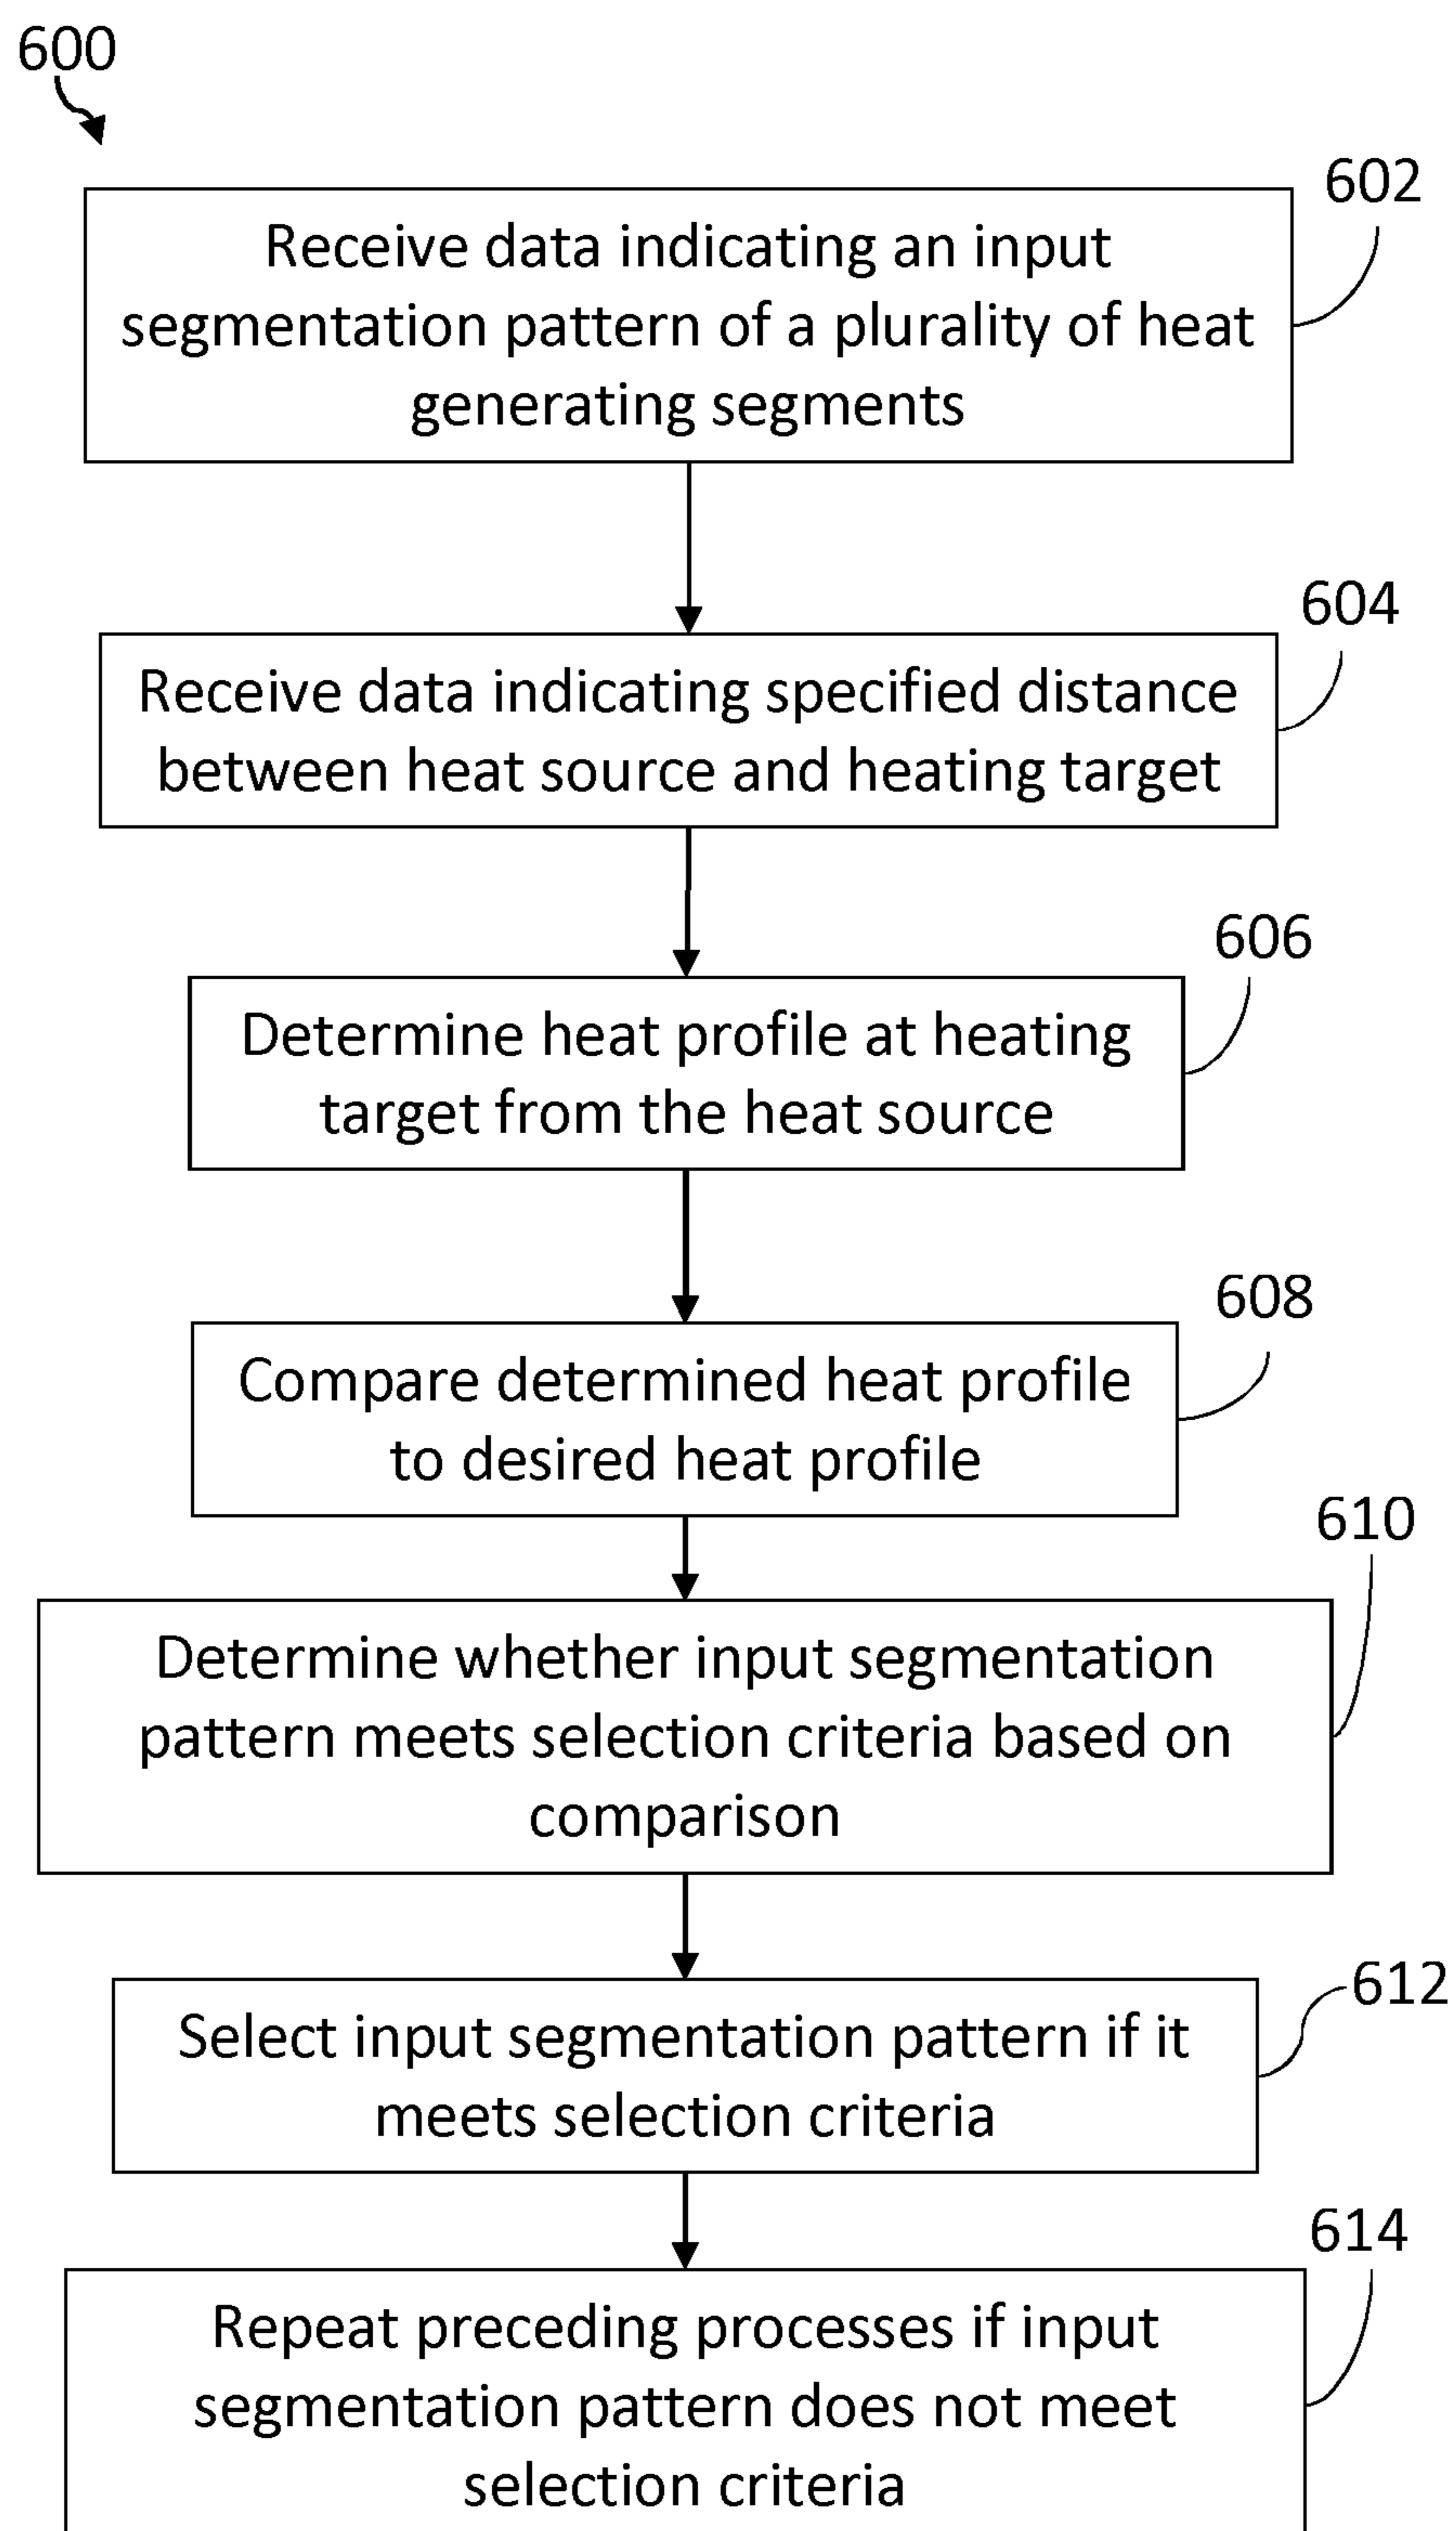 600
602
Receive data indicating an input
segmentation pattern of a plurality of heat
generating segments
604
Receive data indicating specified distance
between heat source and heating target
606
Determine heat profile at heating
target from the heat source
608
Compare determined heat profile
to desired heat profile
610
Determine whether input segmentation
pattern meets selection criteria based on
comparison
612
Select input segmentation pattern if it
meets selection criteria
614
Repeat preceding processes if input
segmentation pattern does not meet
selection criteria